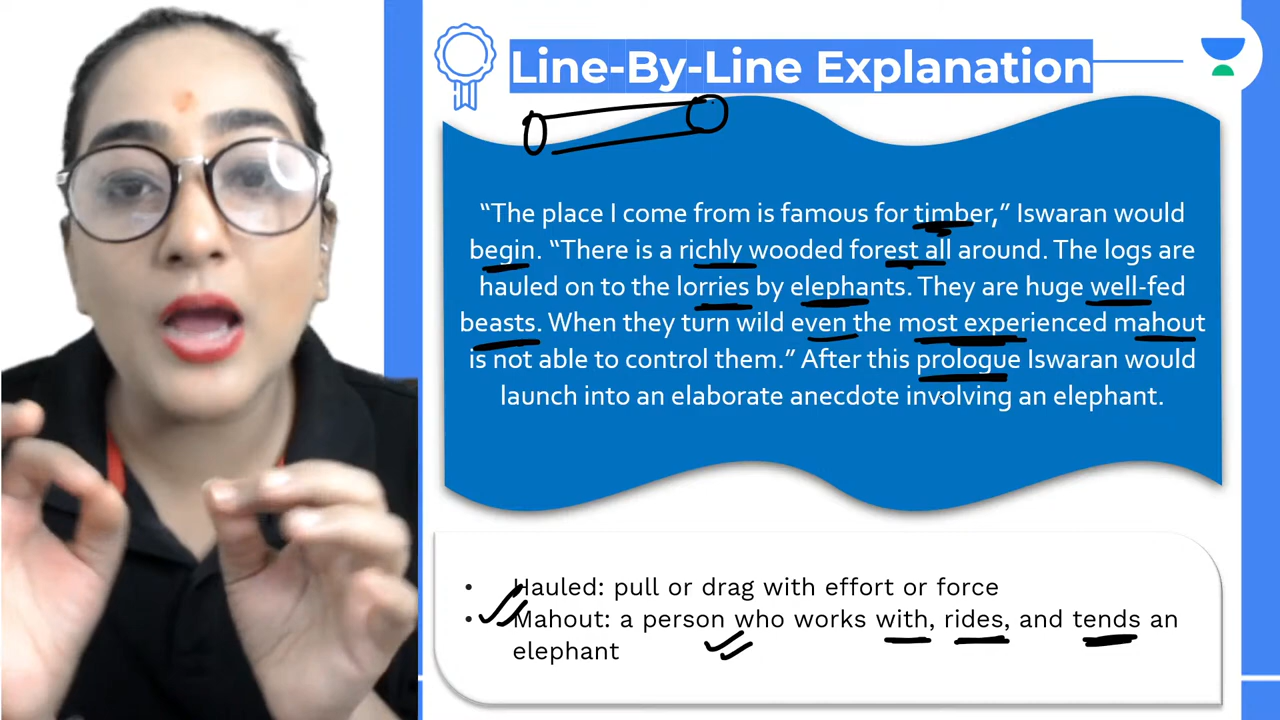 Line-By-Line Explanation
“The place I come from is famous for timber,” Iswaran would
begin. “There is a richly wooded forest all around. The logs are
hauled on to the lorries by elephants. They are huge well-fed
beasts. When they turn wild even the most experienced mahout
is not able to control them.” After this prologue Iswaran would
launch into an elaborate anecdote involving an elephant.
• Hauled: pull or drag with effort or force
• Mahout: a person who works with, rides, and tends an
elephant